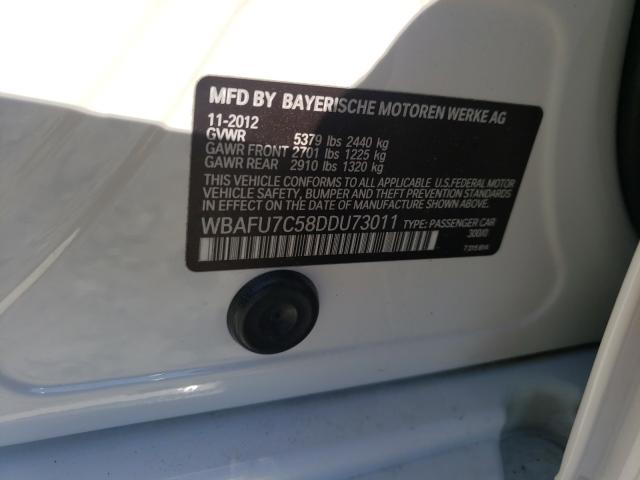 MFD BY BAYERISCHE MOTOREN WERKE AG
11-2012
GVWR 5379 lbs 2440 kg
GAWR FRONT 2701 lbs 1225 kg
GAWR REAR 2910 lbs 1320 kg
THIS VEHICLE CONFORMS TO ALL APPLICABLE U.S.FEDERAL MOTOR
VEHICLE SAFETY, BUMPER AND THEFT PREVENTION STANDARDS
IN EFFECT ON THE DATE OF MANUFACTURE SHOWN ABOVE.
WBAFU7C58DDU73011 TYPE: PASSENGER CAR
300/0